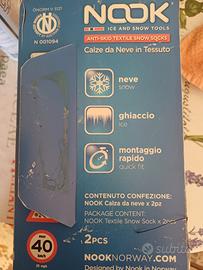 ÖNORM V 5121
N 001094
NOOK
ICE AND SNOW TOOLS
ANTI-SKID TEXTILE SNOW SOCKS
Calze da Neve in Tessuto
neve
snow
ghiaccio
ice
montaggio
rapido
quick fit
CONTENUTO CONFEZIONE:
NOOK Calza da neve x 2pz
PACKAGE CONTENT:
NOOK Textile Snow Sock x 2pcs
MAX
40
km/h
25 mph
2PCS
NOOKNORWAY.COM
Designed by Nook in Norway
subito